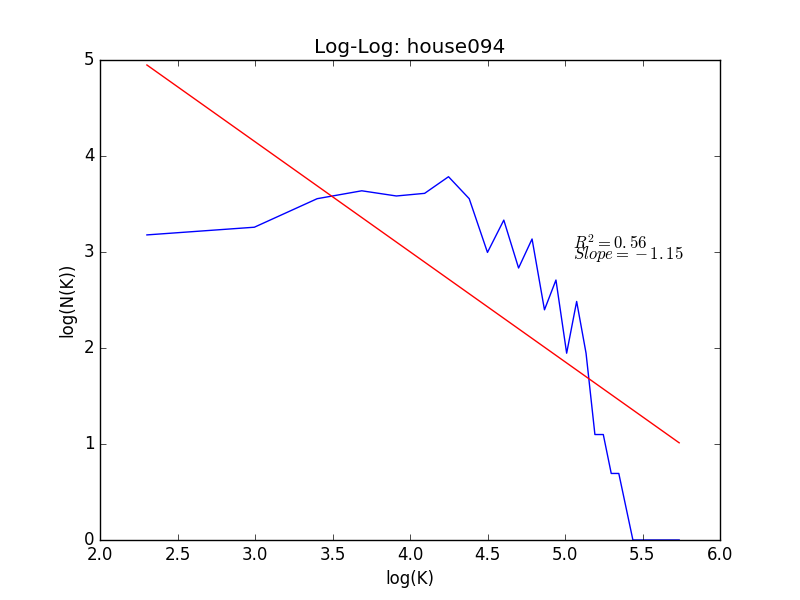 Log-Log: house094
5
4
3
2
1
0
log(N(K))
R² = 0.56
Slope = −1.15
2.0 2.5 3.0 3.5 4.0 4.5 5.0 5.5 6.0
log(K)